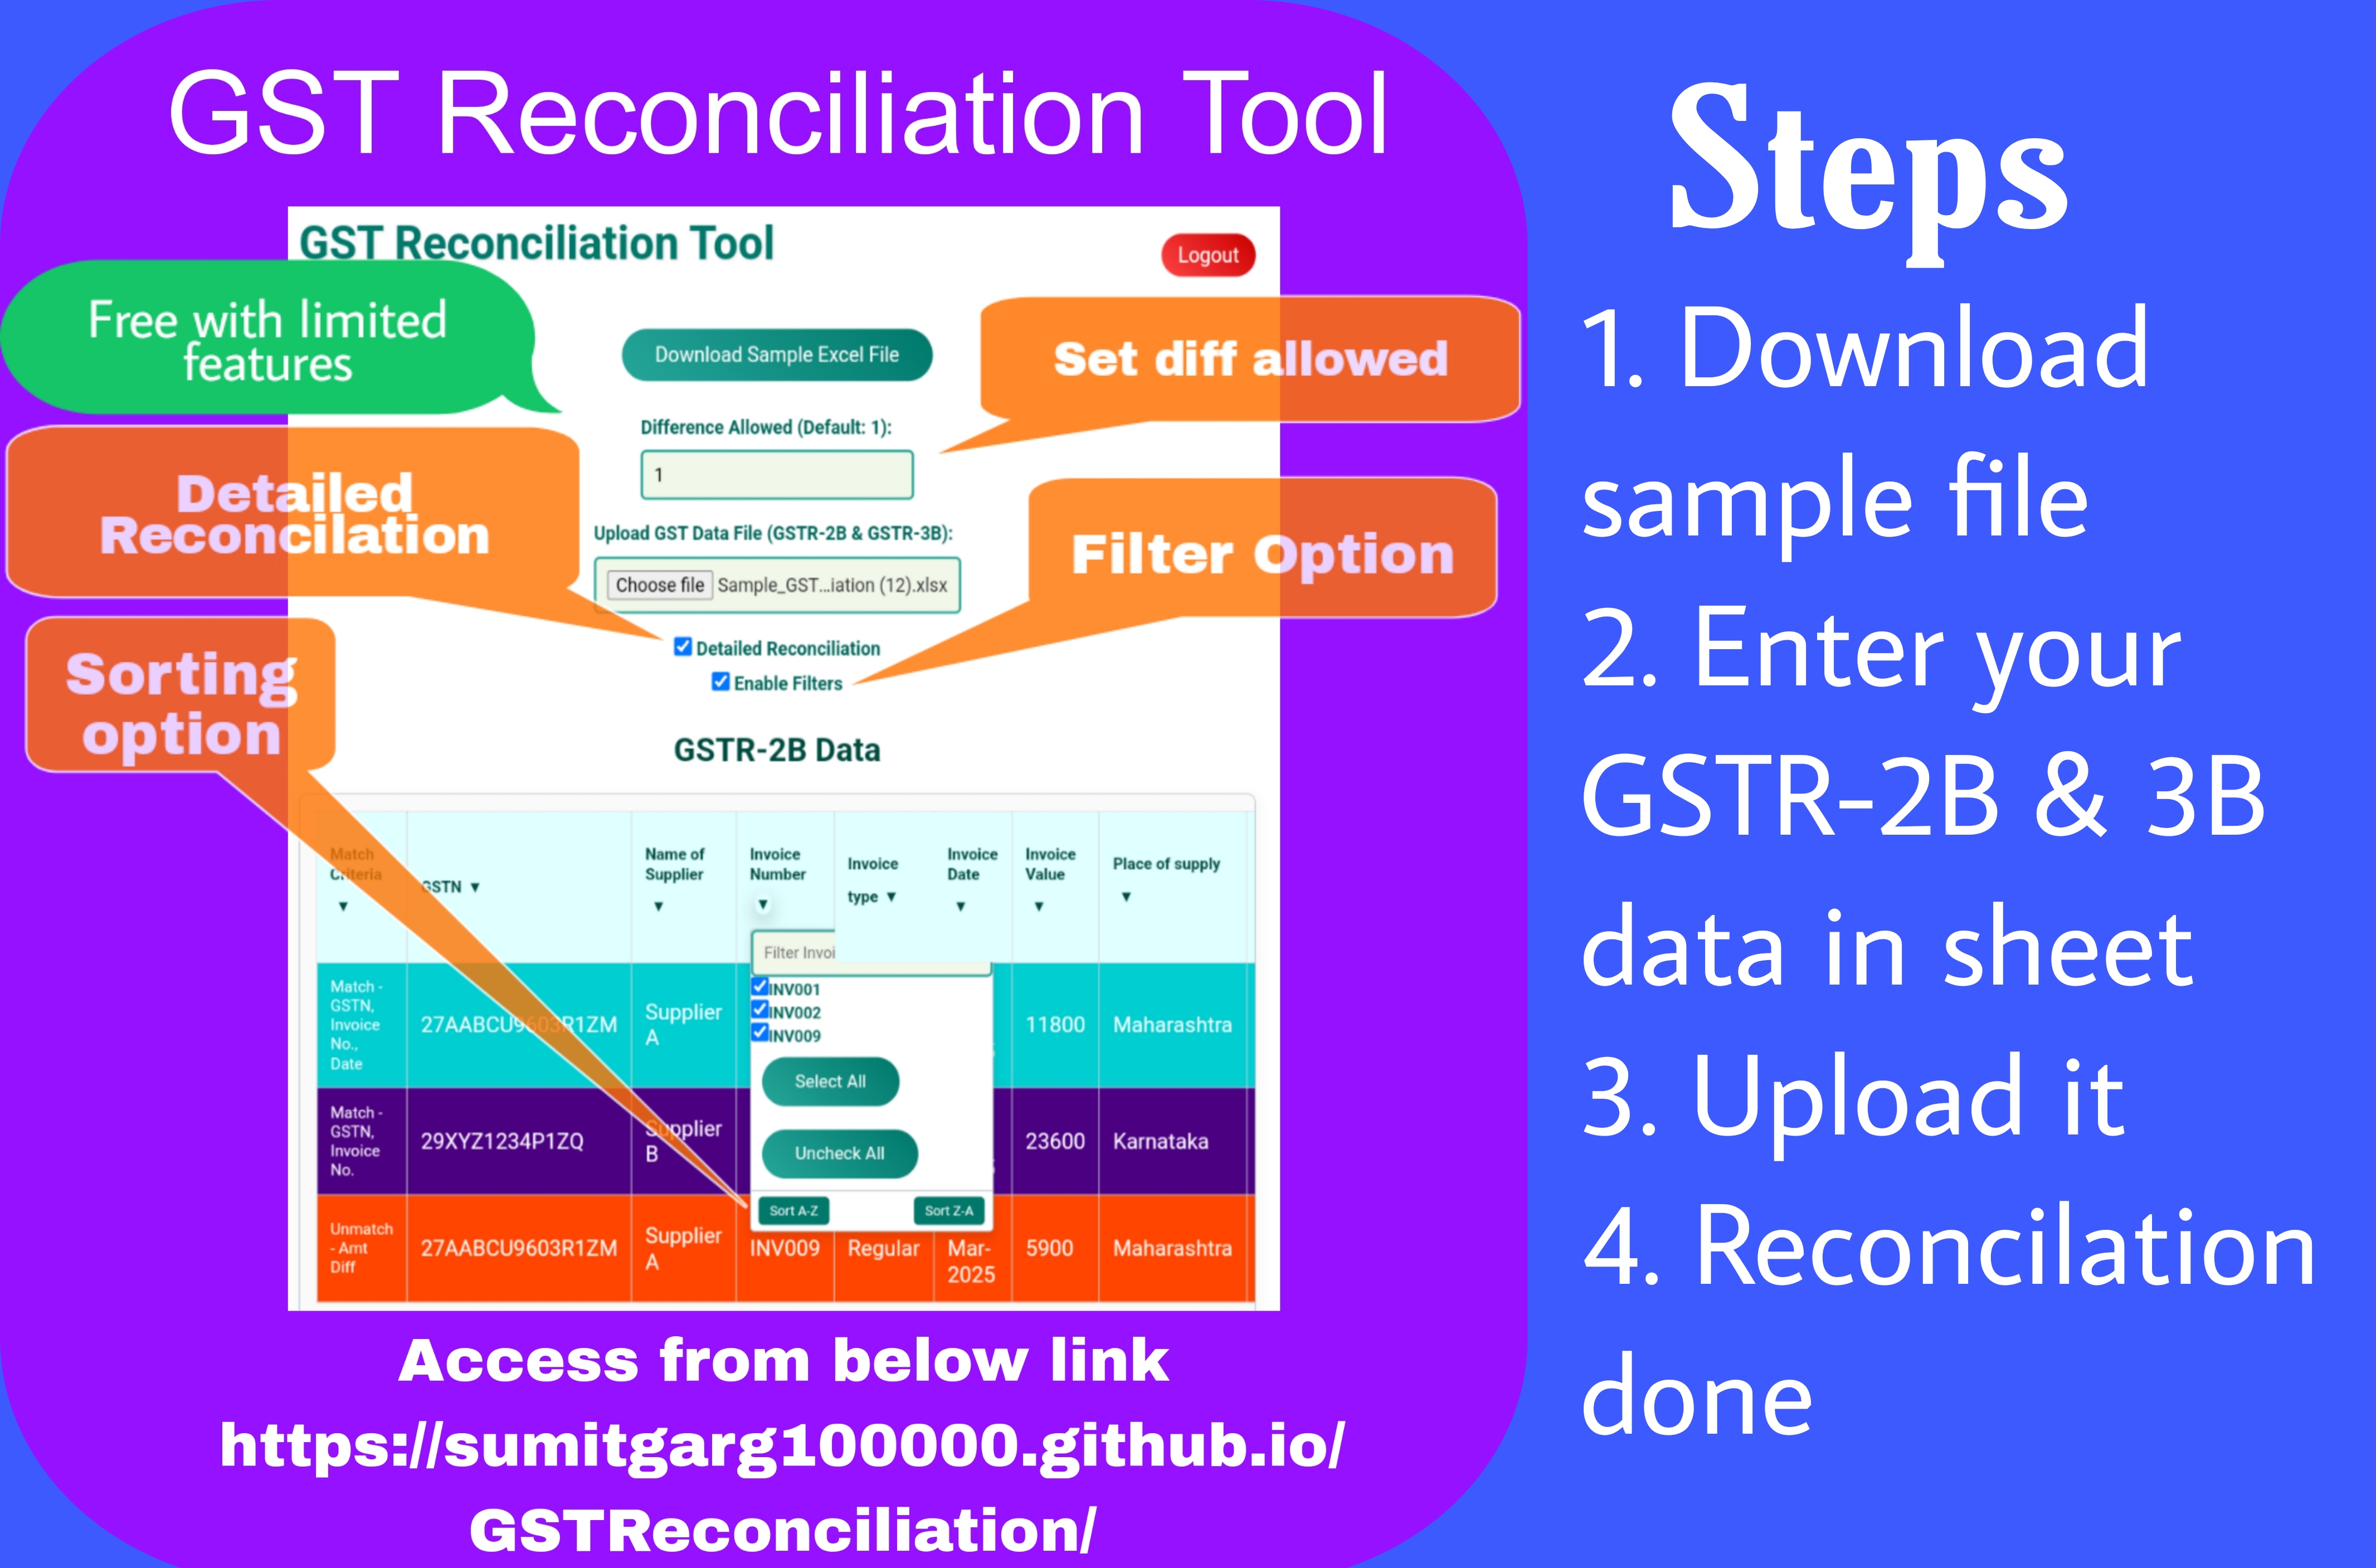 GST Reconciliation Tool
GST Reconciliation Tool
Logout
Free with limited
features
Download Sample Excel File
Set diff allowed
Difference Allowed (Default: 1):
1
Detailed
Reconcilation
Upload GST Data File (GSTR-2B & GSTR-3B):
Choose file Sample_GST...iation (12).xlsx
Filter Option
Detailed Reconciliation
Enable Filters
Sorting
option
GSTR-2B Data
Match
Criteria
▼
GSTN ▼
Name of
Supplier
▼
Invoice
Number
▼
Invoice
type ▼
Invoice
Date
▼
Invoice
Value
▼
Place of supply
▼
Filter Invoi
INV001
INV002
INV009
Select All
Uncheck All
Sort A-Z
Sort Z-A
Match -
GSTN,
Invoice
No.,
Date
27AABCU9603R1ZM
Supplier
A
11800
Maharashtra
Match -
GSTN,
Invoice
No.
29XYZ1234P1ZQ
Supplier
B
23600
Karnataka
Unmatch
- Amt
Diff
27AABCU9603R1ZM
Supplier
A
INV009
Regular
Mar-
2025
5900
Maharashtra
Access from below link
https://sumitgarg100000.github.io/
GSTReconciliation/
Steps
1. Download
sample file
2. Enter your
GSTR-2B & 3B
data in sheet
3. Upload it
4. Reconcilation
done